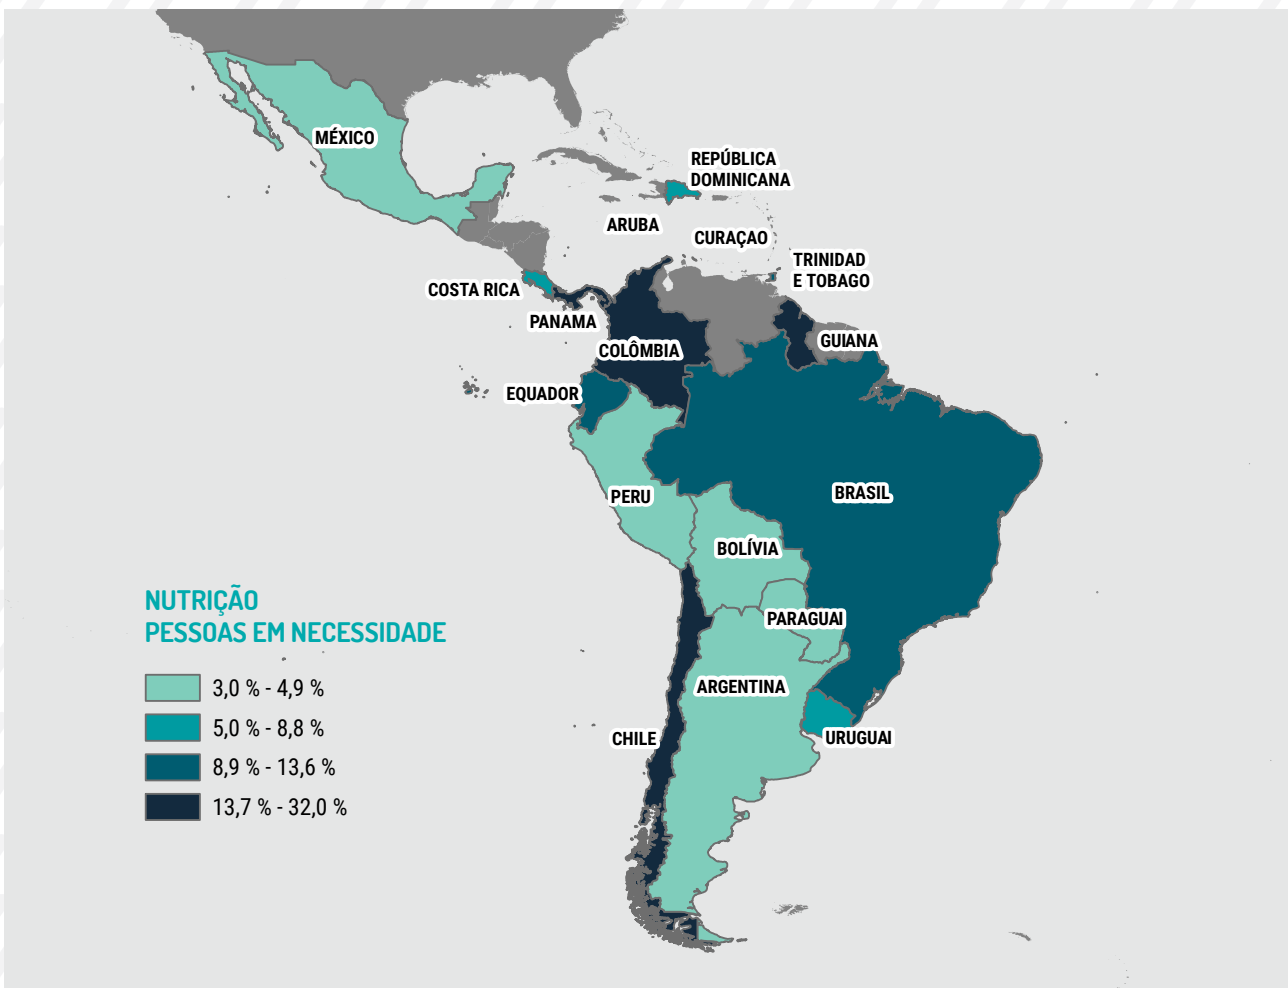 MÉXICO
REPÚBLICA
DOMINICANA
ARUBA
CURAÇAO
TRINIDAD
E TOBAGO
COSTA RICA
PANAMA
GUIANA
COLÔMBIA
EQUADOR
PERU
BRASIL
BOLÍVIA
PARAGUAI
ARGENTINA
CHILE
URUGUAI
NUTRIÇÃO
PESSOAS EM NECESSIDADE
3,0 % - 4,9 %
5,0 % - 8,8 %
8,9 % - 13,6 %
13,7 % - 32,0 %